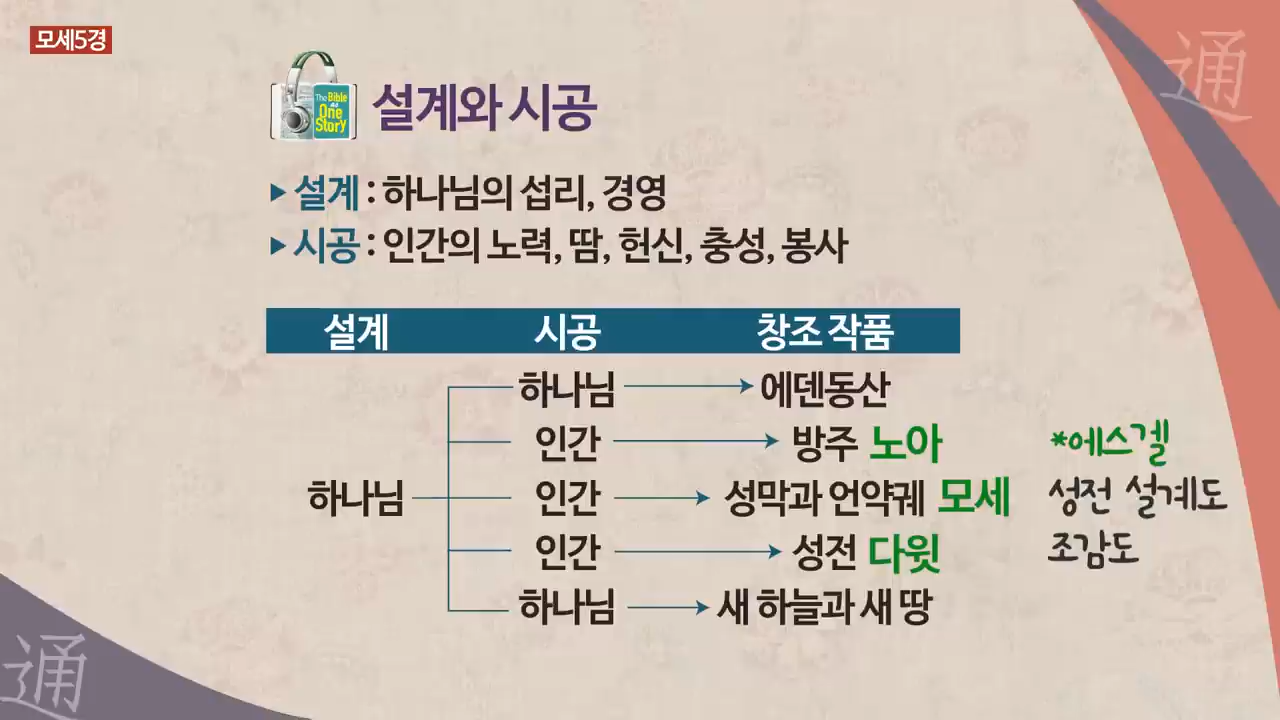 모세5경
通
The Bible
as
One
Story
설계와 시공
▶ 설계 : 하나님의 섭리, 경영
▶ 시공 : 인간의 노력, 땀, 헌신, 충성, 봉사
설계 시공 창조 작품
하나님 에덴동산
인간 방주 노아 *에스겔
하나님 인간 성막과 언약궤 모세 성전 설계도
인간 성전 다윗 조감도
하나님 새 하늘과 새 땅
通